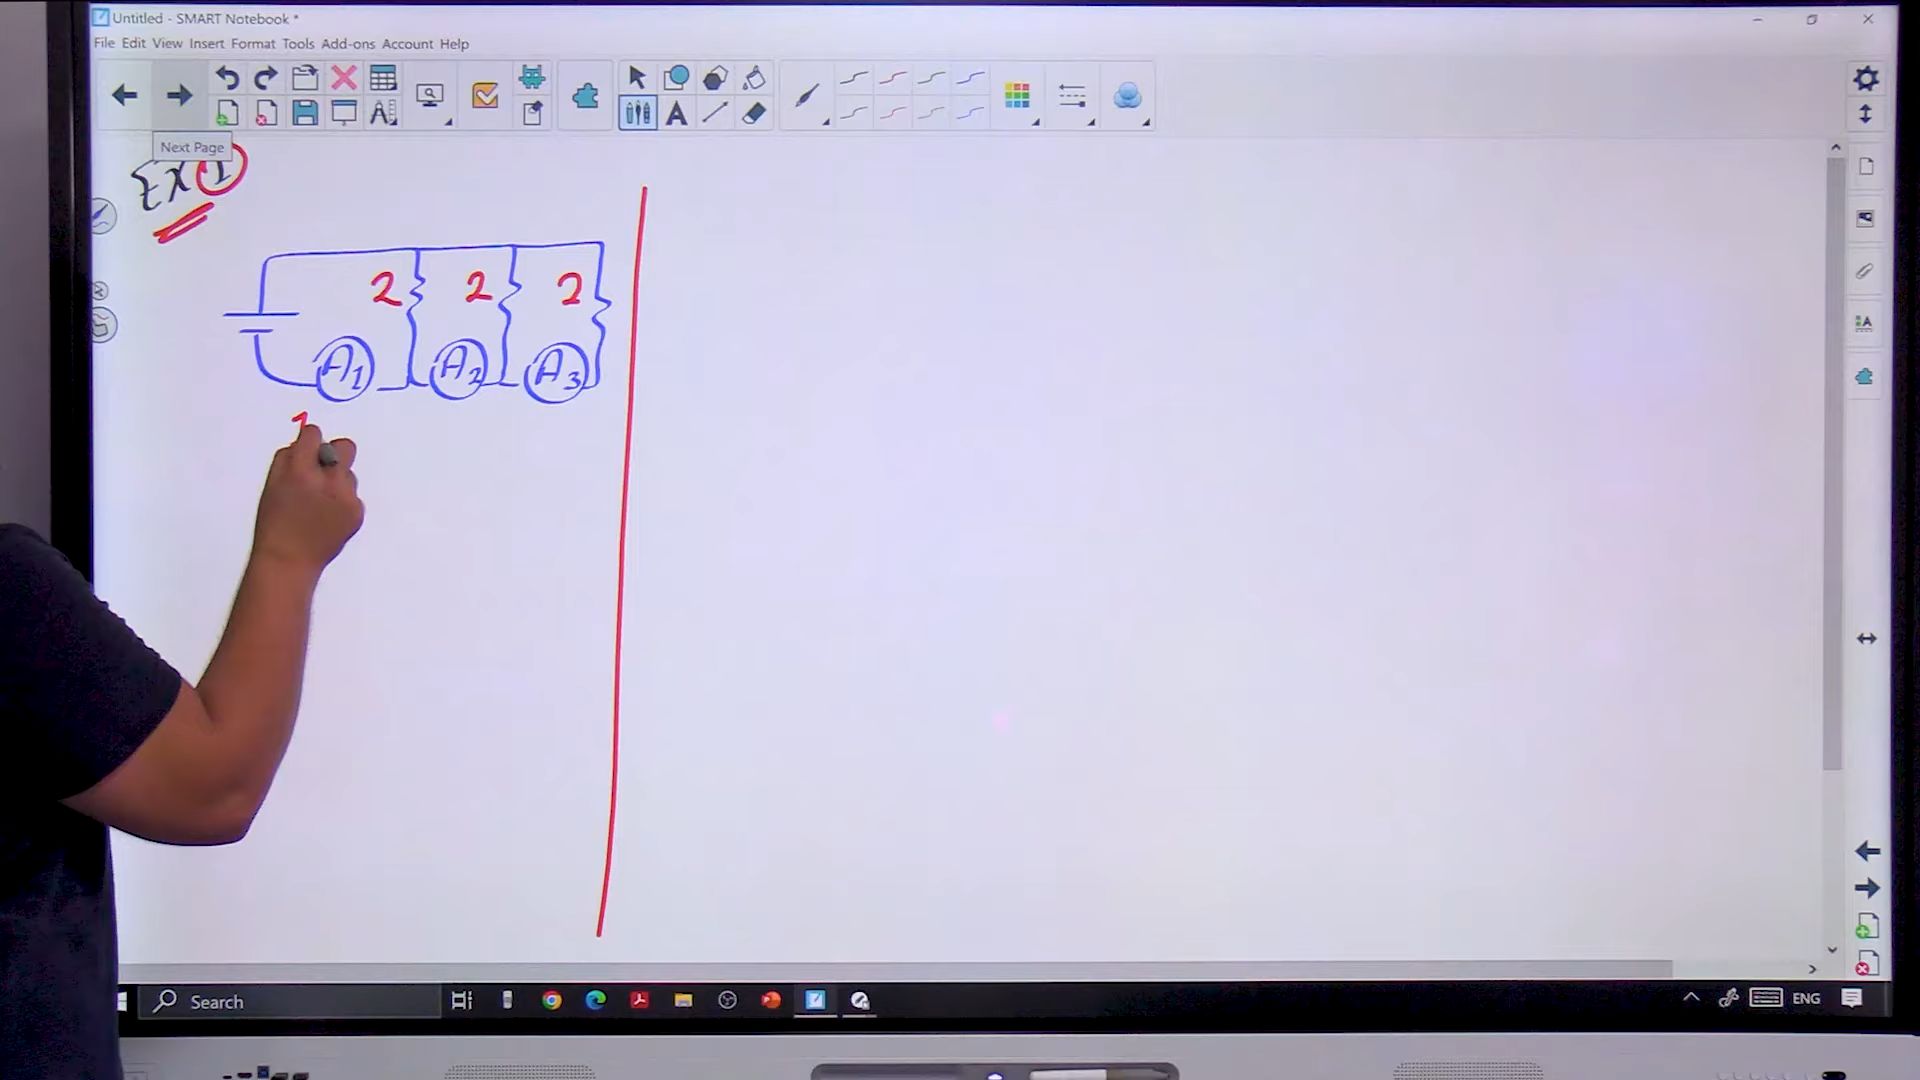 Untitled - SMART Notebook *
File Edit View Insert Format Tools Add-ons Account Help
Next Page
Ex 1
2 2 2
A1 A2 A3
Search
ENG